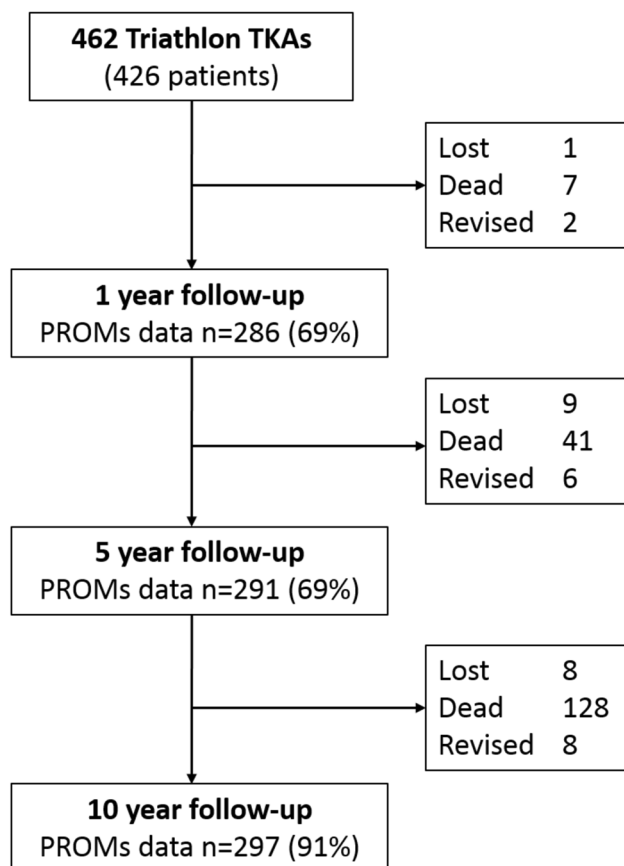 462 Triathlon TKAs
(426 patients)
Lost 1
Dead 7
Revised 2
1 year follow-up
PROMs data n=286 (69%)
Lost 9
Dead 41
Revised 6
5 year follow-up
PROMs data n=291 (69%)
Lost 8
Dead 128
Revised 8
10 year follow-up
PROMs data n=297 (91%)